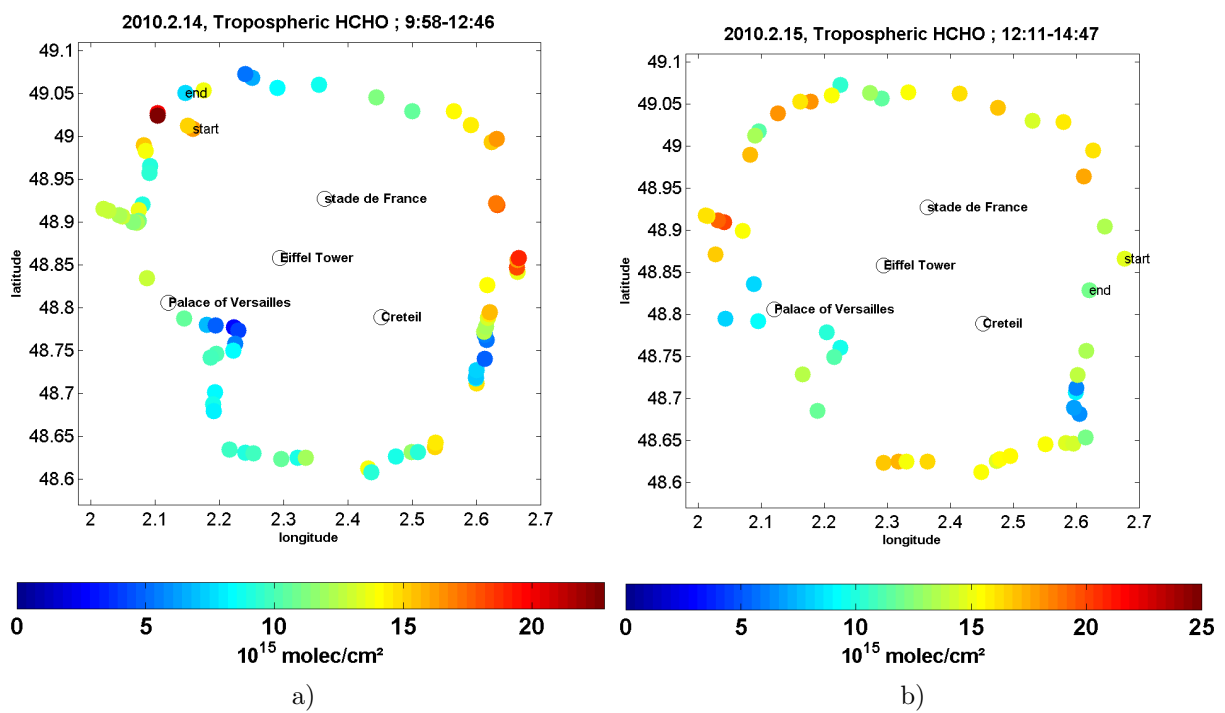 2010.2.14, Tropospheric HCHO ; 9:58-12:46
49.1
49.05
49
48.95
48.9
48.85
48.8
48.75
48.7
48.65
48.6
latitude
end
start
stade de France
Eiffel Tower
Palace of Versailles
Creteil
2 2.1 2.2 2.3 2.4 2.5 2.6 2.7
longitude
0 5 10 15 20
10¹⁵ molec/cm²
a)
2010.2.15, Tropospheric HCHO ; 12:11-14:47
49.1
49.05
49
48.95
48.9
48.85
48.8
48.75
48.7
48.65
48.6
latitude
stade de France
start
Eiffel Tower
end
Palace of Versailles
Creteil
2 2.1 2.2 2.3 2.4 2.5 2.6 2.7
longitude
0 5 10 15 20 25
10¹⁵ molec/cm²
b)